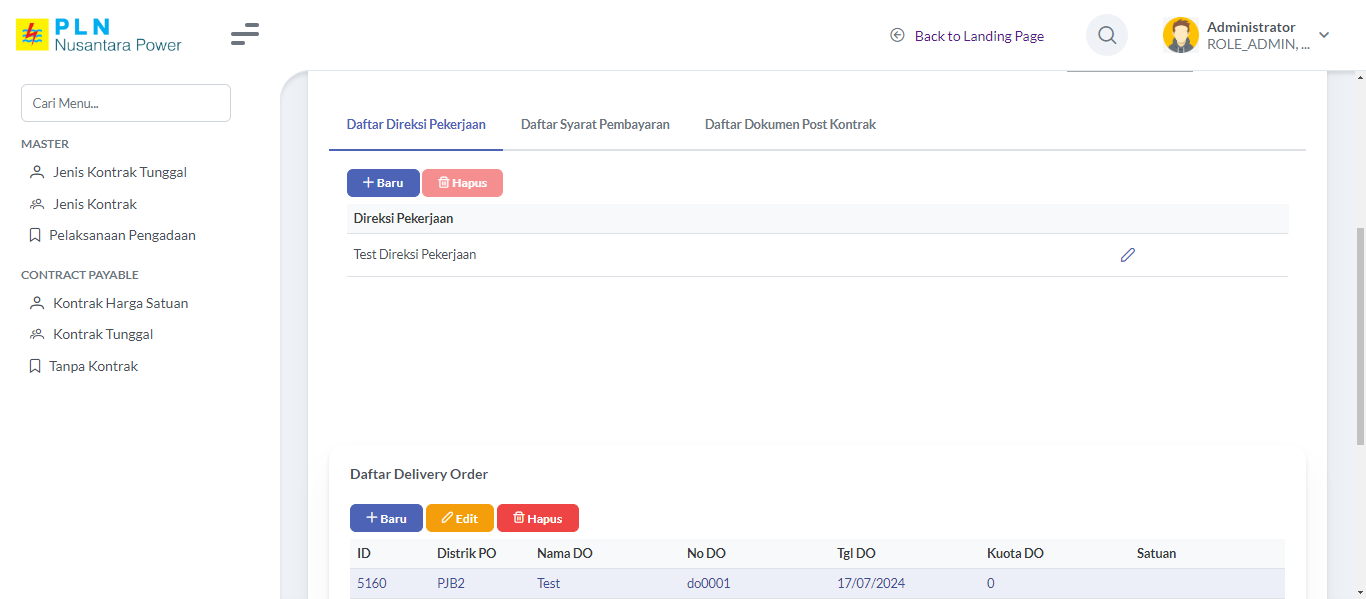 PLN
Nusantara Power
Back to Landing Page
Administrator
ROLE_ADMIN, ...
Cari Menu...
MASTER
Jenis Kontrak Tunggal
Jenis Kontrak
Pelaksanaan Pengadaan
CONTRACT PAYABLE
Kontrak Harga Satuan
Kontrak Tunggal
Tanpa Kontrak
Daftar Direksi Pekerjaan Daftar Syarat Pembayaran Daftar Dokumen Post Kontrak
Baru Hapus
Direksi Pekerjaan
Test Direksi Pekerjaan
Daftar Delivery Order
Baru Edit Hapus
ID Distrik PO Nama DO No DO Tgl DO Kuota DO Satuan
5160 PJB2 Test do0001 17/07/2024 0